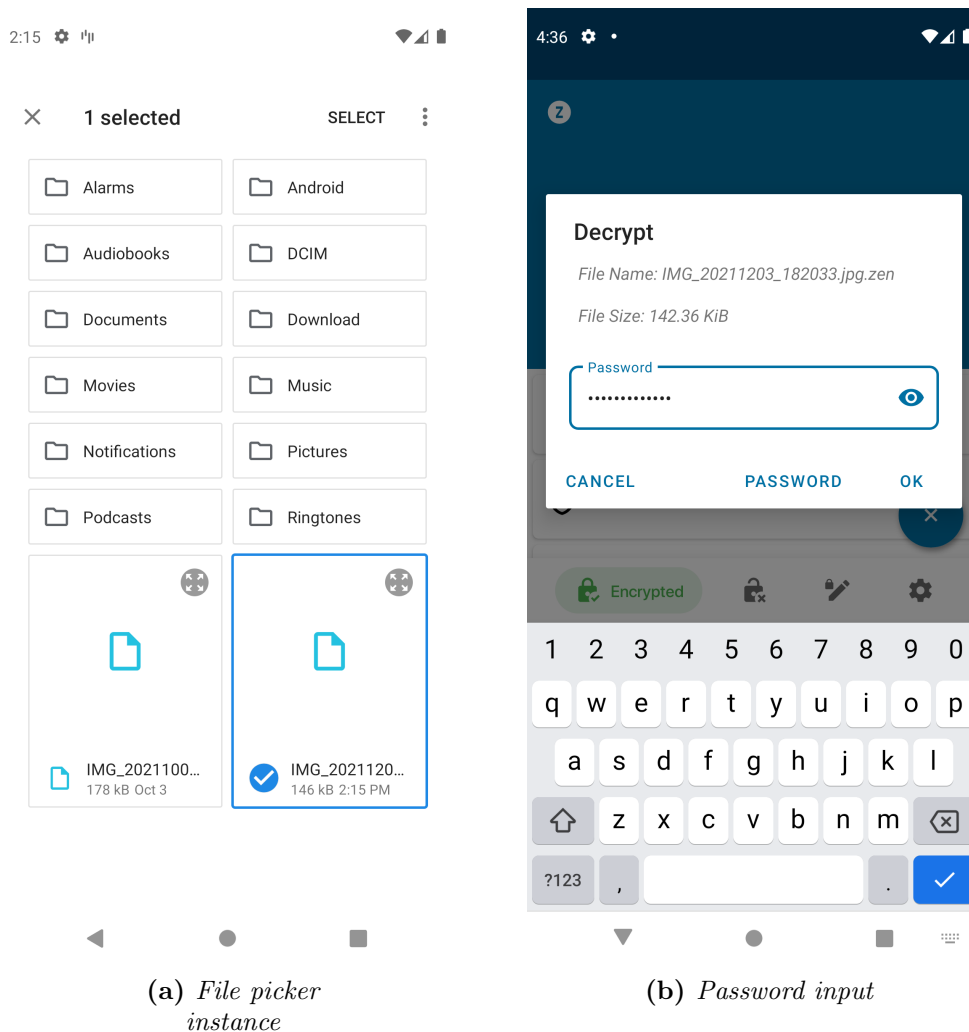 2:15
1 selected
SELECT
Alarms
Android
Audiobooks
DCIM
Documents
Download
Movies
Music
Notifications
Pictures
Podcasts
Ringtones
IMG_2021100...
178 kB Oct 3
IMG_2021120...
146 kB 2:15 PM
(a) File picker
instance
4:36
Z
Decrypt
File Name: IMG_20211203_182033.jpg.zen
File Size: 142.36 KiB
Password
•••••••••••••
CANCEL PASSWORD OK
Encrypted
1 2 3 4 5 6 7 8 9 0
q w e r t y u i o p
a s d f g h j k l
z x c v b n m
?123 , .
(b) Password input